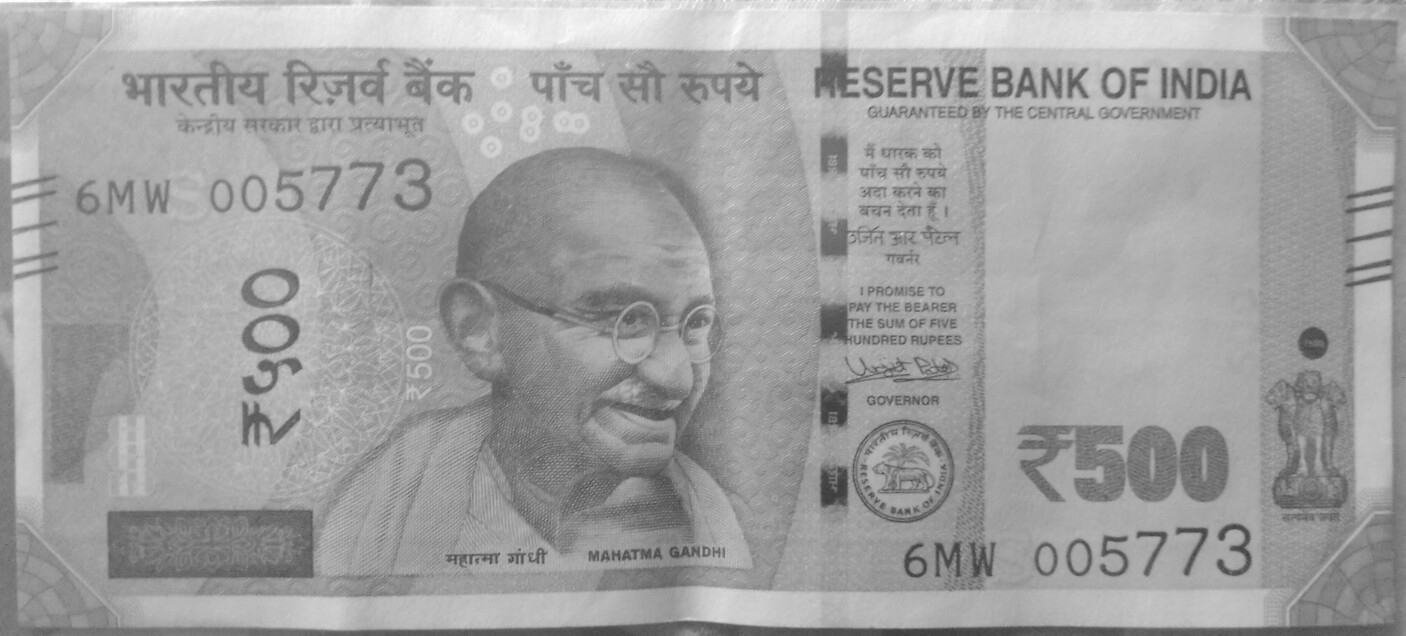 भारतीय रिज़र्व बैंक
केन्द्रीय सरकार द्वारा प्रत्याभूत
पाँच सौ रुपये
RESERVE BANK OF INDIA
GUARANTEED BY THE CENTRAL GOVERNMENT
6MW 005773
₹५००
₹500
महात्मा गांधी
MAHATMA GANDHI
मैं धारक को
पाँच सौ रुपये
अदा करने का
वचन देता हूँ ।
उर्जित आर पटेल
गवर्नर
I PROMISE TO
PAY THE BEARER
THE SUM OF FIVE
HUNDRED RUPEES
Urjit Patel
GOVERNOR
भारतीय रिज़र्व बैंक
RESERVE BANK OF INDIA
₹500
सत्यमेव जयते
6MW 005773